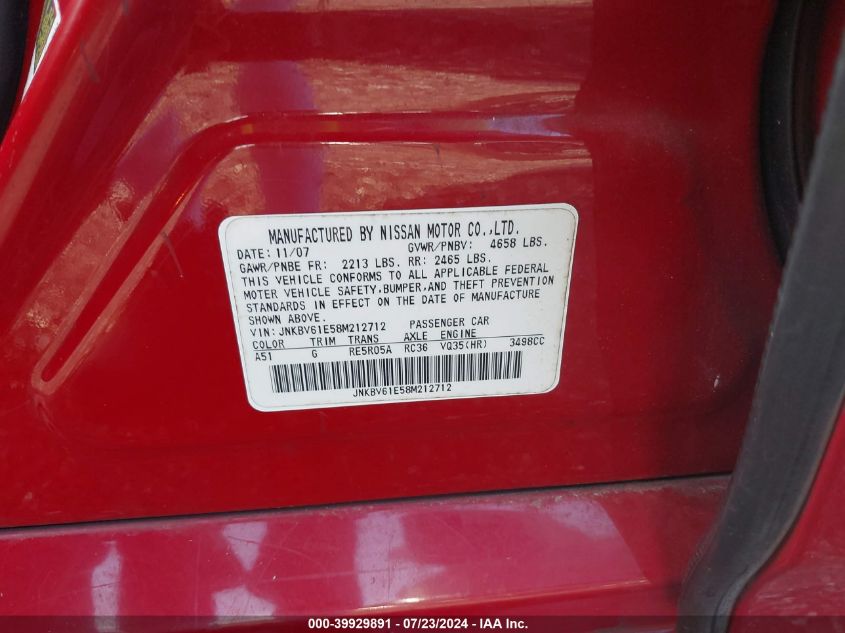 MANUFACTURED BY NISSAN MOTOR CO.,LTD.
DATE: 11/07 GVWR/PNBV: 4658 LBS.
GAWR/PNBE FR: 2213 LBS. RR: 2465 LBS.
THIS VEHICLE CONFORMS TO ALL APPLICABLE FEDERAL
MOTER VEHICLE SAFETY,BUMPER,AND THEFT PREVENTION
STANDARDS IN EFFECT ON THE DATE OF MANUFACTURE
SHOWN ABOVE.
VIN: JNKBV61E58M212712 PASSENGER CAR
COLOR TRIM TRANS AXLE ENGINE
A51 G RE5R05A RC36 VQ35(HR) 3498CC
JNKBV61E58M212712
000-39929891 / 07/23/2024 - IAA Inc.